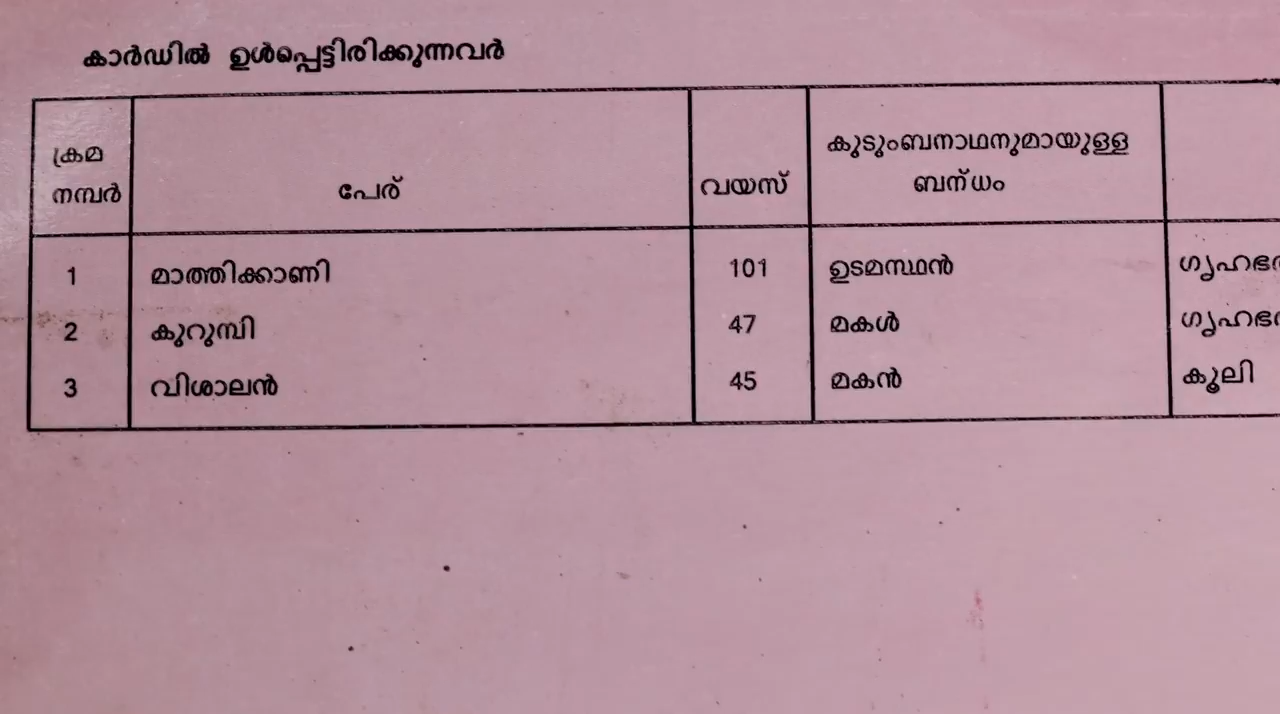 കാർഡിൽ ഉൾപ്പെട്ടിരിക്കുന്നവർ
ക്രമ നമ്പർ പേര് വയസ് കുടുംബനാഥനുമായുള്ള ബന്ധം
1 മാത്തിക്കാണി 101 ഉടമസ്ഥൻ
2 കുറുമ്പി 47 മകൾ
3 വിശാലൻ 45 മകൻ കൂലി